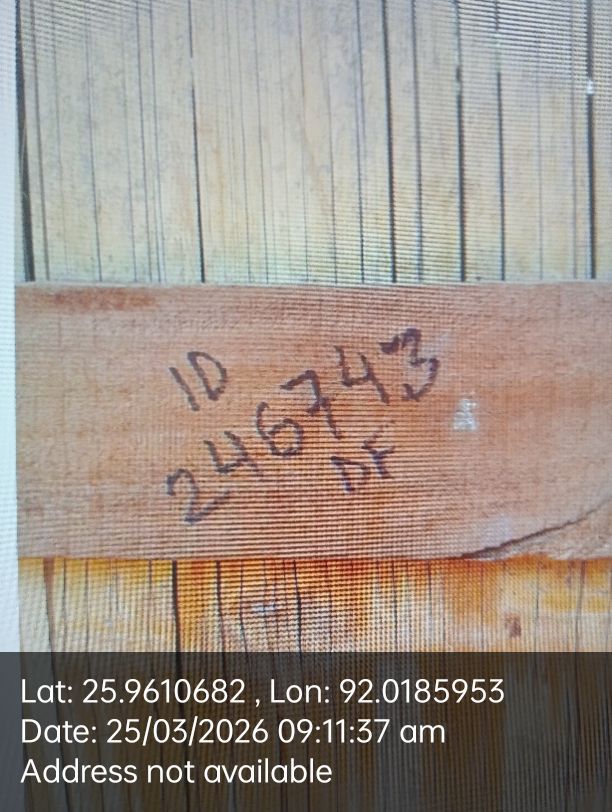 ID
246743
DF
Lat: 25.9610682 , Lon: 92.0185953
Date: 25/03/2026 09:11:37 am
Address not available